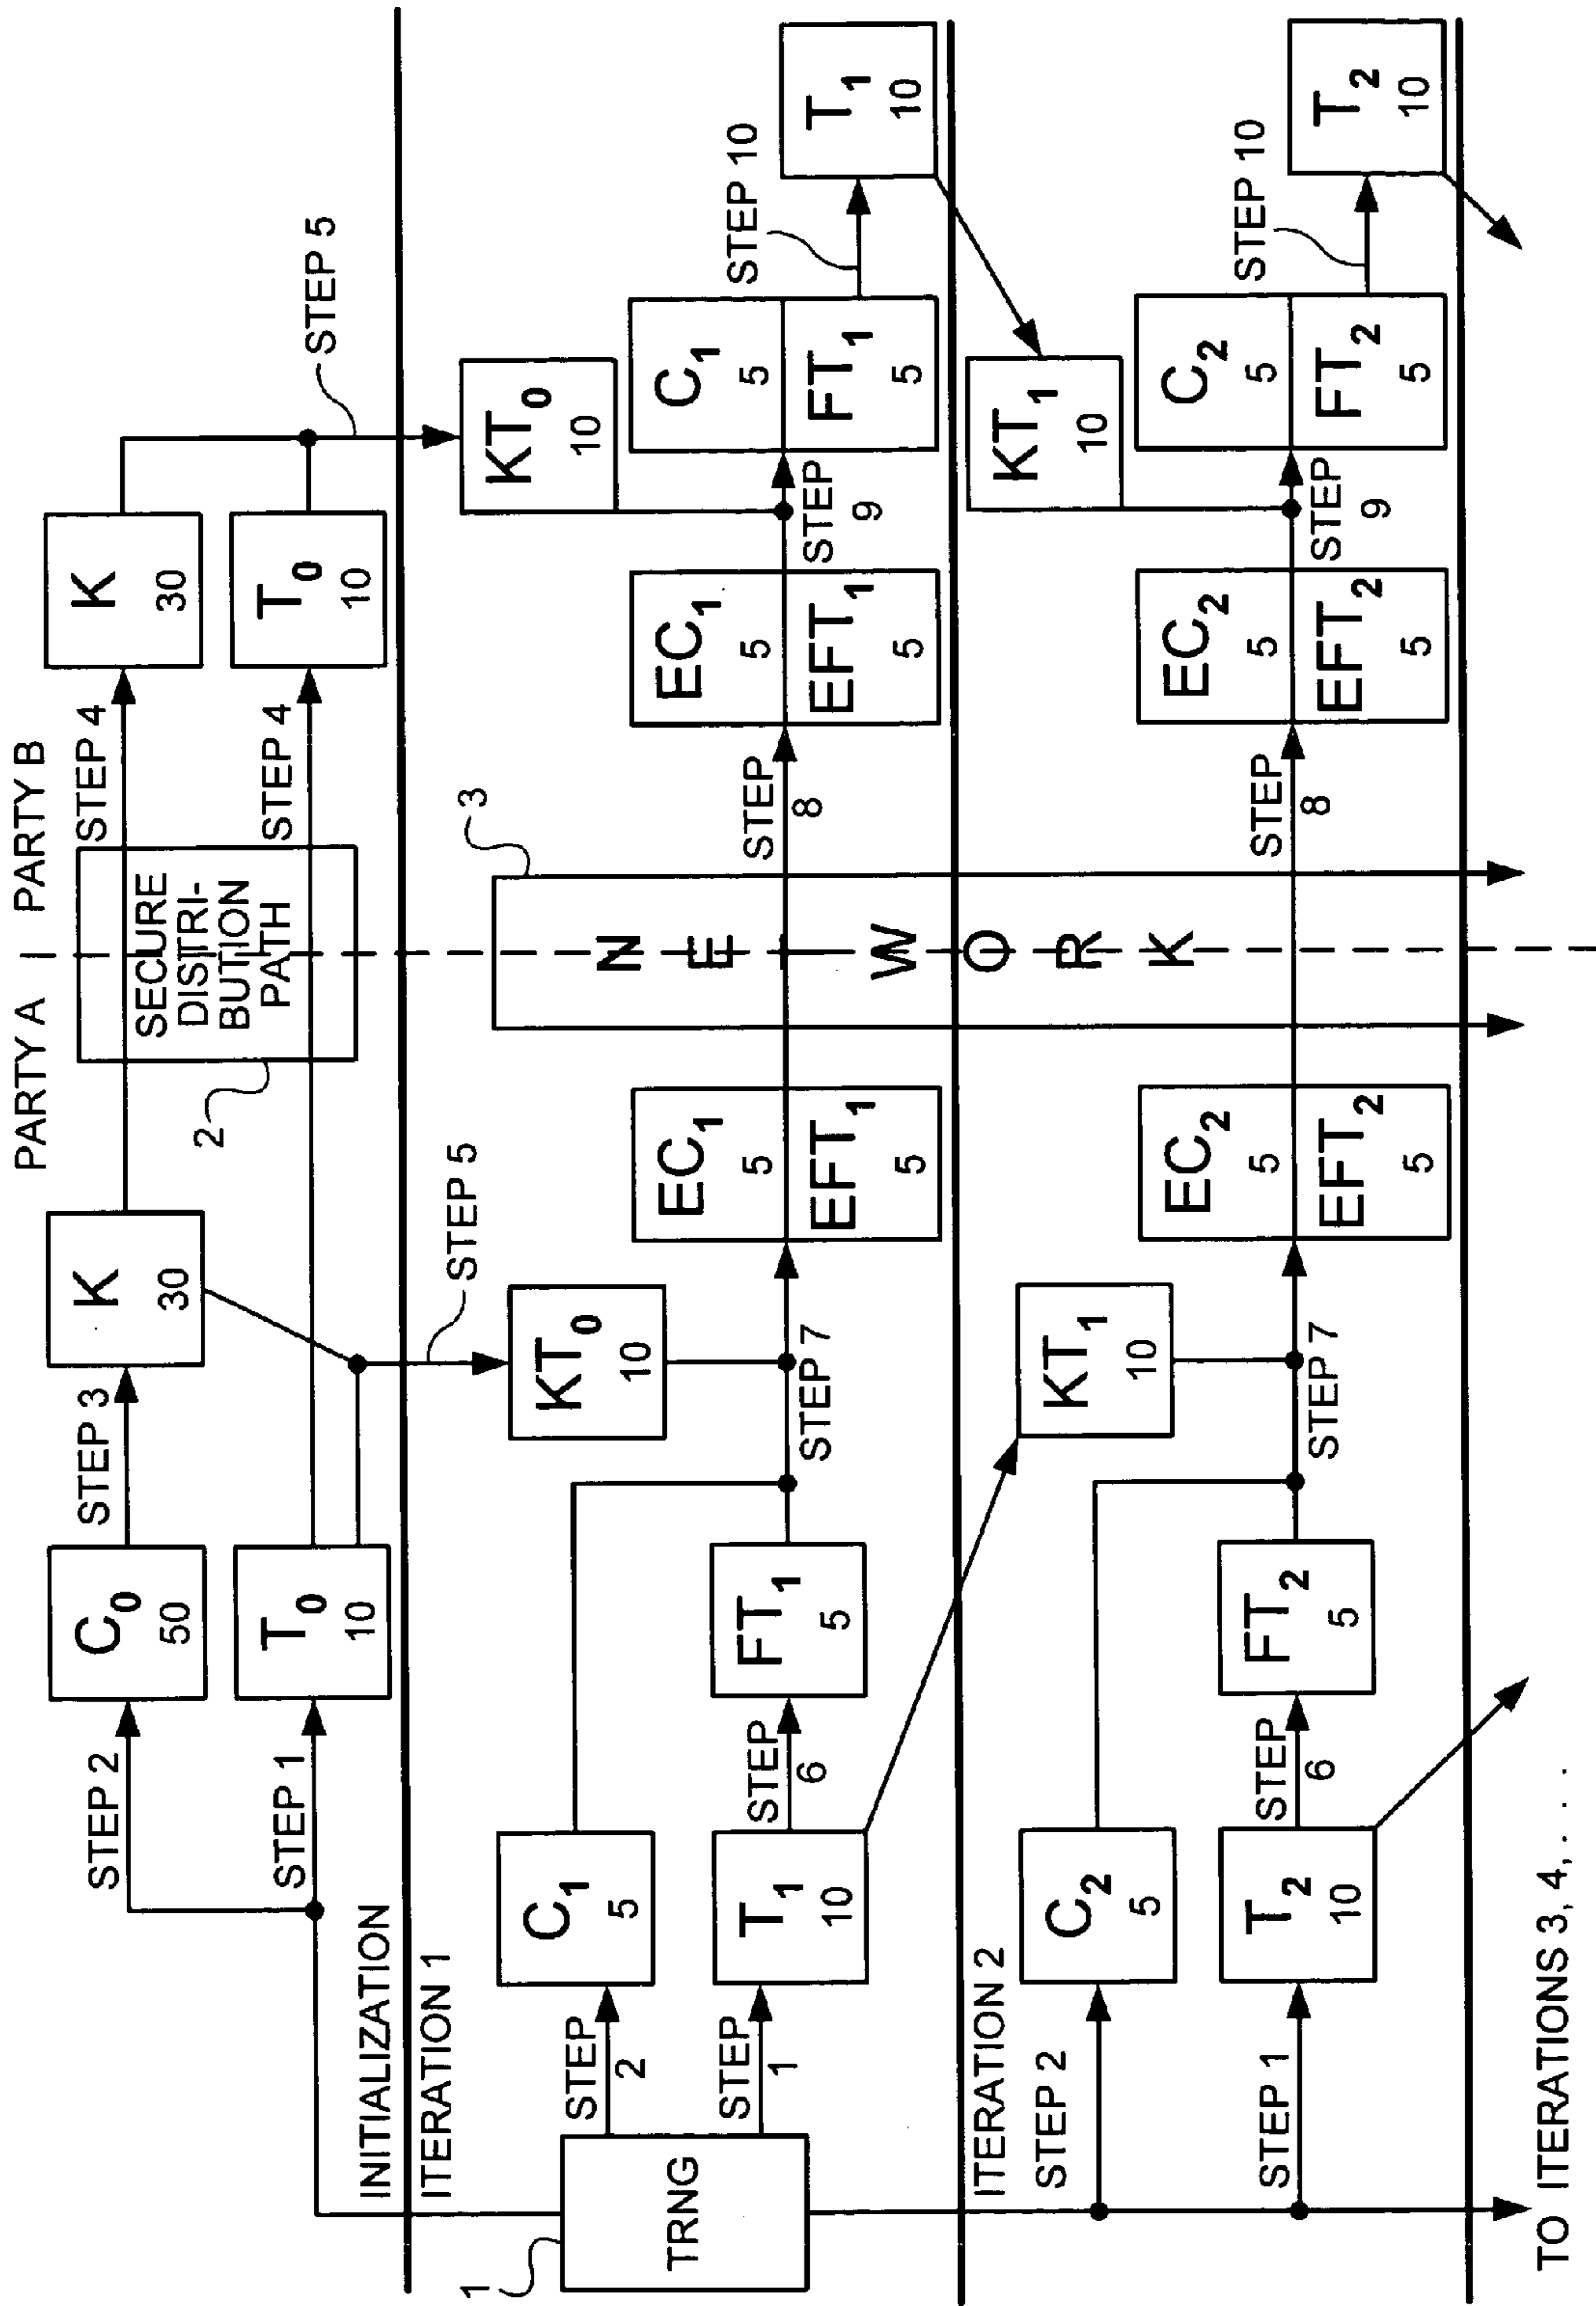 PARTY A | PARTY B
STEP 2
C0
50
STEP 3
K
30
SECURE
DISTRI-
BUTION
PATH
2
STEP 4
K
30
STEP 1
T0
10
STEP 4
T0
10
STEP 5
INITIALIZATION
ITERATION 1
STEP 5
3
1
TRNG
STEP
2
C1
5
KT0
10
KT0
10
STEP
1
T1
10
STEP
6
FT1
5
STEP 7
EC1
5
EFT1
5
NETWORK
STEP
8
EC1
5
EFT1
5
STEP
9
C1
5
FT1
5
STEP 10
T1
10
ITERATION 2
STEP 2
C2
5
KT1
10
KT1
10
STEP 1
T2
10
STEP
6
FT2
5
STEP 7
EC2
5
EFT2
5
STEP
8
EC2
5
EFT2
5
STEP
9
C2
5
FT2
5
STEP 10
T2
10
TO ITERATIONS 3, 4, . . . .